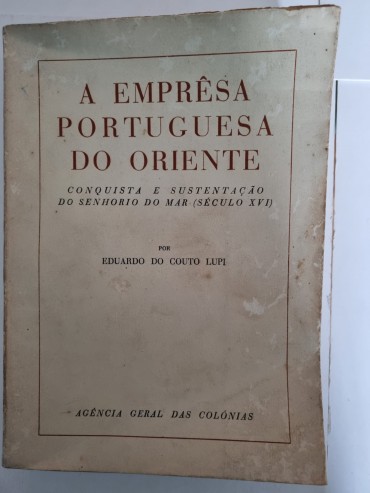 A EMPRÊSA
PORTUGUESA
DO ORIENTE
CONQUISTA E SUSTENTAÇÃO
DO SENHORIO DO MAR (SÉCULO XVI)
POR
EDUARDO DO COUTO LUPI
AGÊNCIA GERAL DAS COLÓNIAS